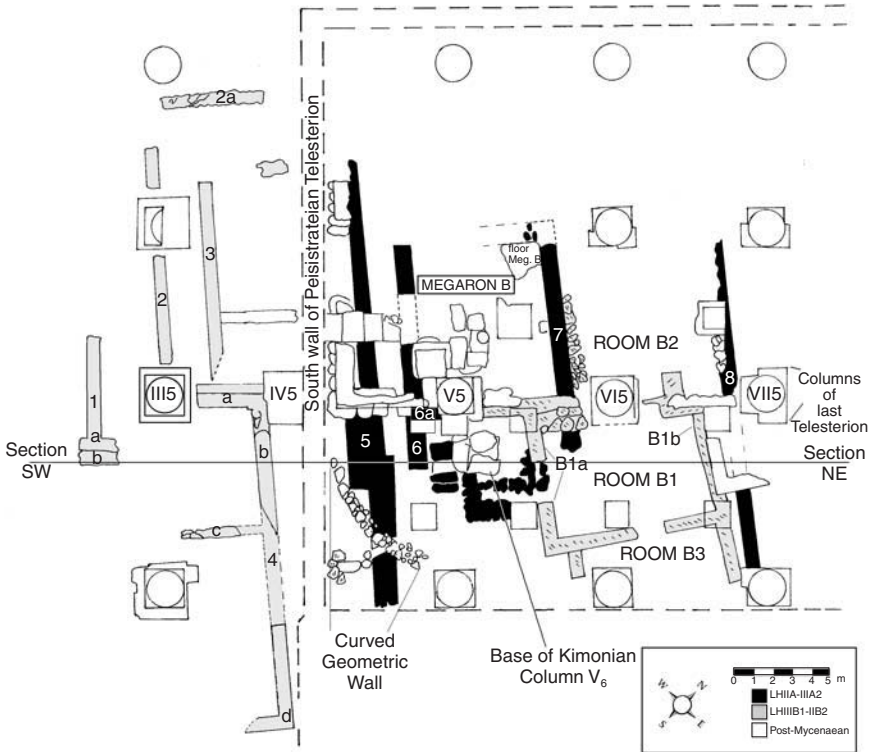 2a
South wall of Peisistrateian Telesterion
3
floor
Meg. B
MEGARON B
2
7
ROOM B2
1
III5
IV5
a
6a
V5
VI5
8
VII5
Columns
of
last
Telesterion
a
b
b
5
6
B1a
B1b
Section
SW
0
Section
NE
ROOM B1
c
4
ROOM B3
Curved
Geometric
Wall
Base of Kimonian
Column V6
d
W
N
S
E
0 1 2 3 4 5 m
LHIIA-IIIA2
LHIIIB1-IIB2
Post-Mycenaean